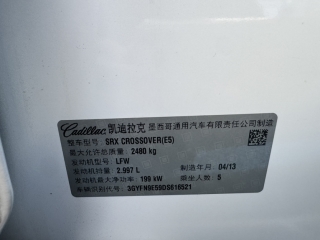 Cadillac 凯迪拉克 墨西哥通用汽车有限责任公司制造
整车型号: SRX CROSSOVER(E5)
最大允许总质量: 2480 kg
发动机型号: LFW 制造年月: 04/13
发动机排量: 2.997 L
发动机最大净功率: 199 kW 乘坐人数: 5
车辆识别代号: 3GYFN9E59DS616521